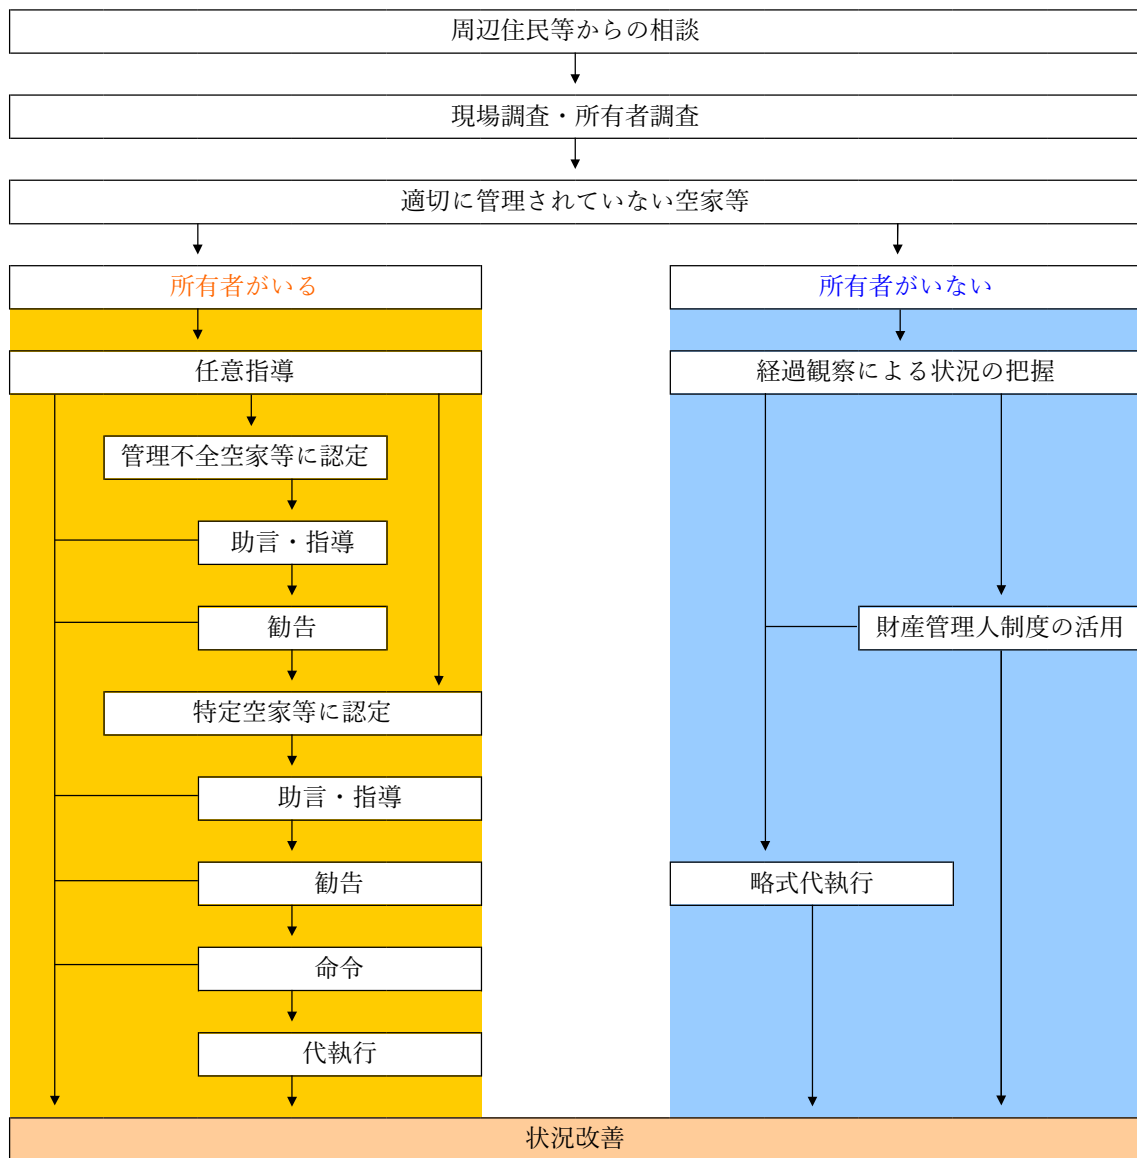 周辺住民等からの相談
現場調査・所有者調査
適切に管理されていない空家等
所有者がいる
任意指導
管理不全空家等に認定
助言・指導
勧告
特定空家等に認定
助言・指導
勧告
命令
代執行
所有者がいない
経過観察による状況の把握
財産管理人制度の活用
略式代執行
状況改善